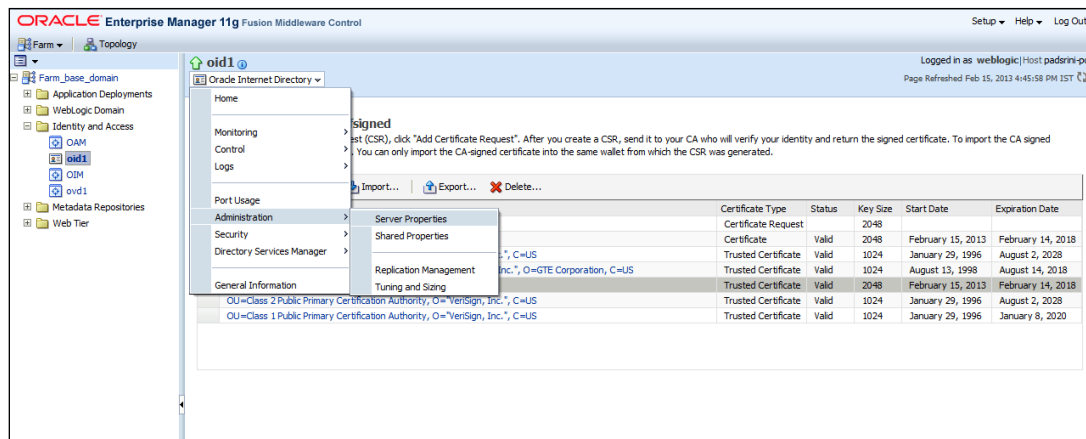 ORACLE Enterprise Manager 11g Fusion Middleware Control
Setup Help Log Out
Farm Topology
oid1
Logged in as weblogic|Host padsrini-pc
Oracle Internet Directory
Page Refreshed Feb 15, 2013 4:45:58 PM IST
Farm_base_domain
Application Deployments
WebLogic Domain
Identity and Access
OAM
oid1
OIM
ovd1
Metadata Repositories
Web Tier
Home
Monitoring
Control
Logs
Port Usage
Administration
Security
Directory Services Manager
General Information
Server Properties
Shared Properties
Replication Management
Tuning and Sizing
signed
(CSR), click "Add Certificate Request". After you create a CSR, send it to your CA who will verify your identity and return the signed certificate. To import the CA signed
You can only import the CA-signed certificate into the same wallet from which the CSR was generated.
Import... Export... Delete...
Certificate Type Status Key Size Start Date Expiration Date
Certificate Request 2048
Certificate Valid 2048 February 15, 2013 February 14, 2018
", C=US Trusted Certificate Valid 1024 January 29, 1996 August 2, 2028
Inc.", O=GTE Corporation, C=US Trusted Certificate Valid 1024 August 13, 1998 August 14, 2018
Trusted Certificate Valid 2048 February 15, 2013 February 14, 2018
OU=Class 2 Public Primary Certification Authority, O="VeriSign, Inc.", C=US Trusted Certificate Valid 1024 January 29, 1996 August 2, 2028
OU=Class 1 Public Primary Certification Authority, O="VeriSign, Inc.", C=US Trusted Certificate Valid 1024 January 29, 1996 January 8, 2020